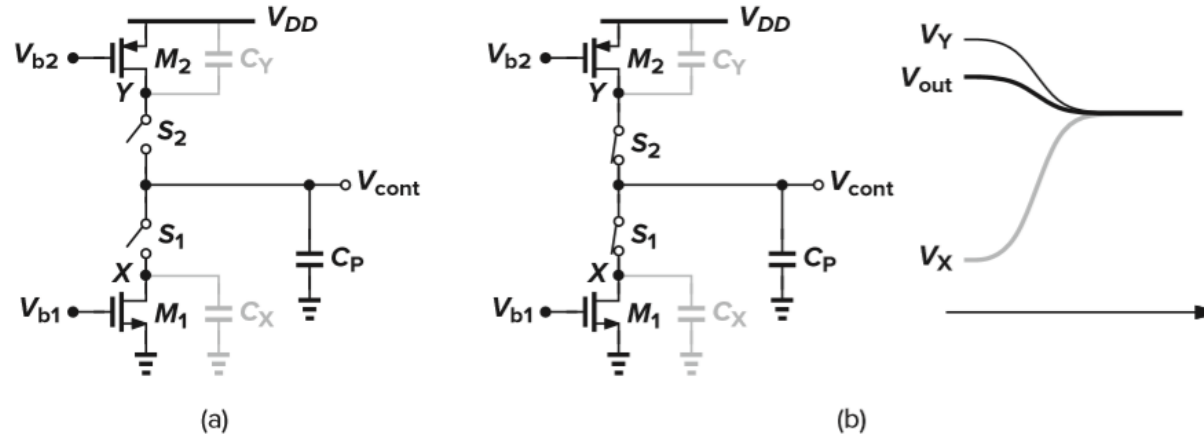 VDD
Vb2
M2
CY
Y
S2
Vcont
S1
CP
X
Vb1
M1
CX
(a)
VDD
Vb2
M2
CY
Y
S2
Vcont
S1
CP
X
Vb1
M1
CX
VY
Vout
VX
(b)